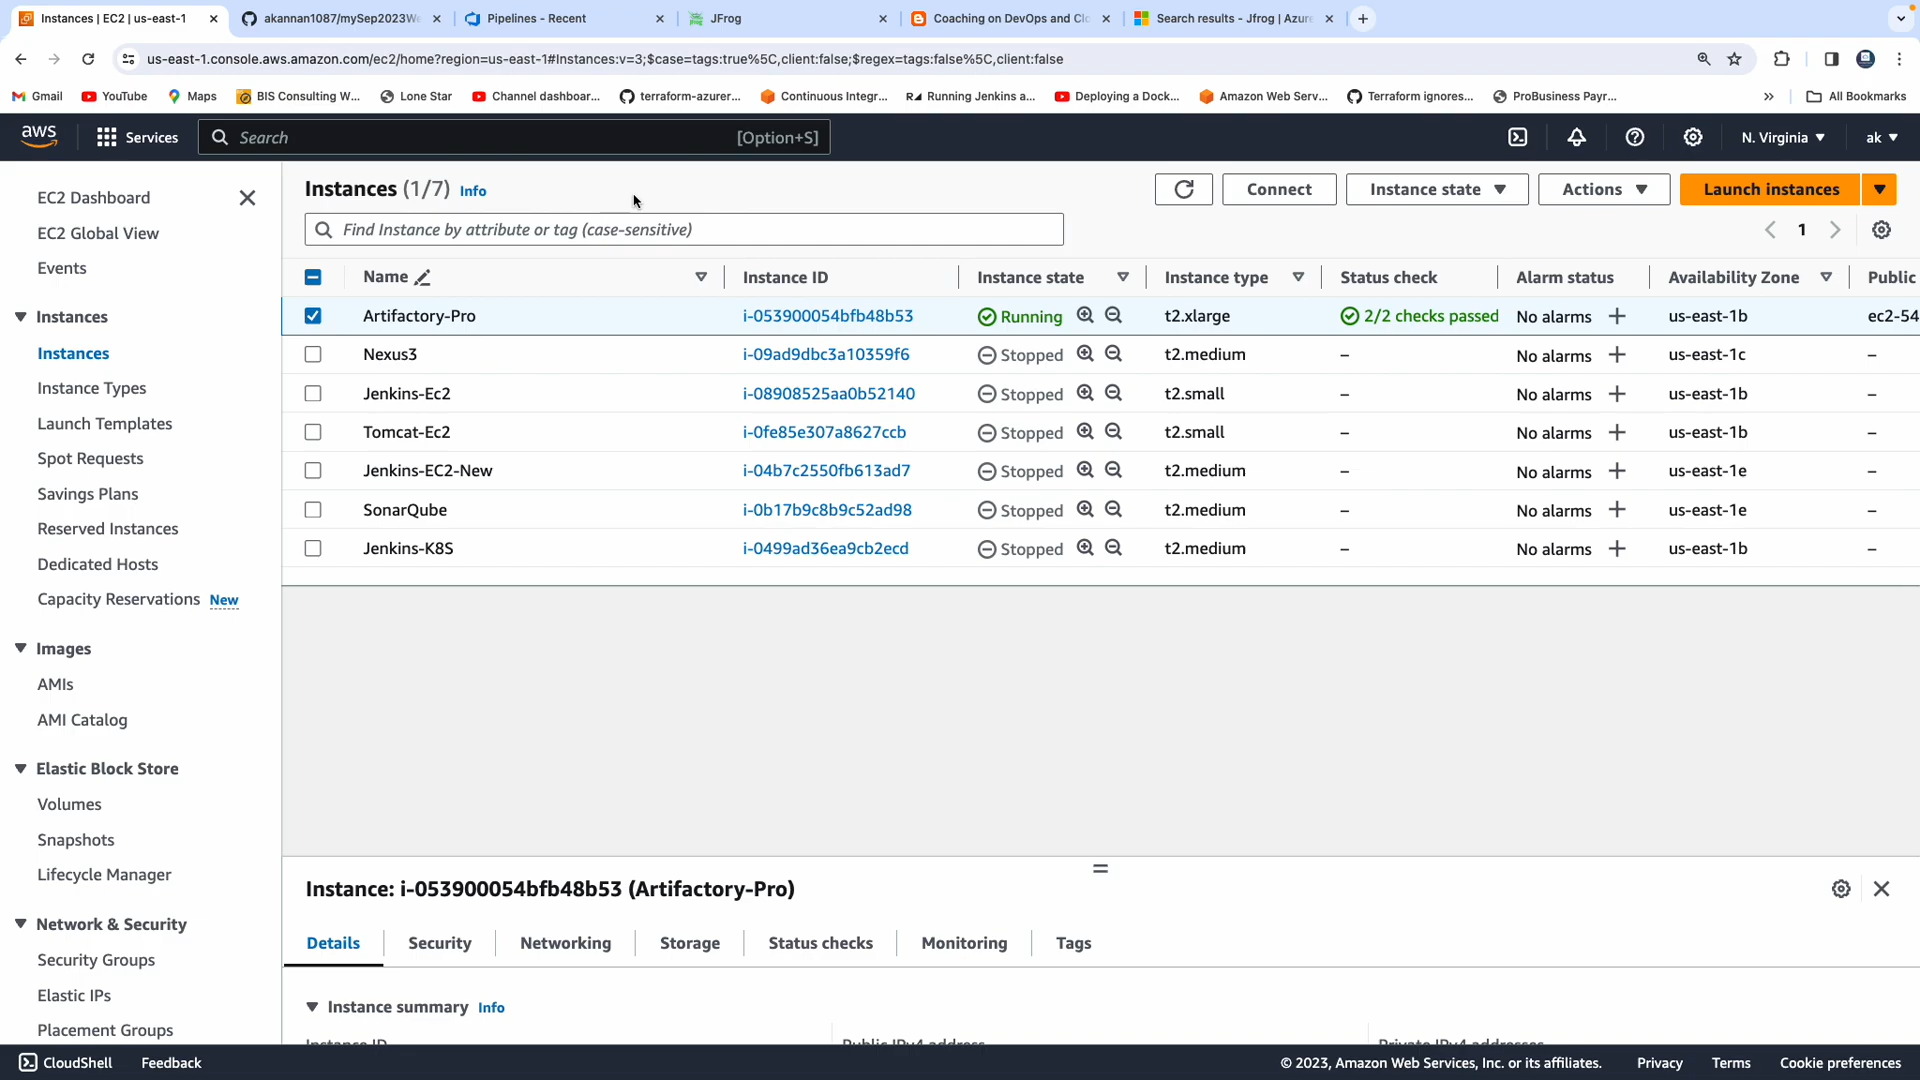 Instances | EC2 | us-east-1
akannan1087/mySep2023We
Pipelines - Recent
JFrog
Coaching on DevOps and Clo
Search results - Jfrog | Azure
us-east-1.console.aws.amazon.com/ec2/home?region=us-east-1#Instances:v=3;$case=tags:true%5C,client:false;$regex=tags:false%5C,client:false
Gmail
YouTube
Maps
BIS Consulting W...
Lone Star
Channel dashboar...
terraform-azurer...
Continuous Integr...
Running Jenkins a...
Deploying a Dock...
Amazon Web Serv...
Terraform ignores...
ProBusiness Payr...
»
All Bookmarks
aws
Services
Search
[Option+S]
N. Virginia
ak
EC2 Dashboard
EC2 Global View
Events
Instances
Instances
Instance Types
Launch Templates
Spot Requests
Savings Plans
Reserved Instances
Dedicated Hosts
Capacity Reservations New
Images
AMIs
AMI Catalog
Elastic Block Store
Volumes
Snapshots
Lifecycle Manager
Network & Security
Security Groups
Elastic IPs
Placement Groups
Instances (1/7) Info
Connect
Instance state
Actions
Launch instances
Find Instance by attribute or tag (case-sensitive)
1
Name Instance ID Instance state Instance type Status check Alarm status Availability Zone Public
Artifactory-Pro i-053900054bfb48b53 Running t2.xlarge 2/2 checks passed No alarms + us-east-1b ec2-54
Nexus3 i-09ad9dbc3a10359f6 Stopped t2.medium – No alarms + us-east-1c –
Jenkins-Ec2 i-08908525aa0b52140 Stopped t2.small – No alarms + us-east-1b –
Tomcat-Ec2 i-0fe85e307a8627ccb Stopped t2.small – No alarms + us-east-1b –
Jenkins-EC2-New i-04b7c2550fb613ad7 Stopped t2.medium – No alarms + us-east-1e –
SonarQube i-0b17b9c8b9c52ad98 Stopped t2.medium – No alarms + us-east-1e –
Jenkins-K8S i-0499ad36ea9cb2ecd Stopped t2.medium – No alarms + us-east-1b –
Instance: i-053900054bfb48b53 (Artifactory-Pro)
Details
Security
Networking
Storage
Status checks
Monitoring
Tags
Instance summary Info
Instance ID
Public IPv4 address
Private IPv4 addresses
CloudShell
Feedback
© 2023, Amazon Web Services, Inc. or its affiliates.
Privacy
Terms
Cookie preferences